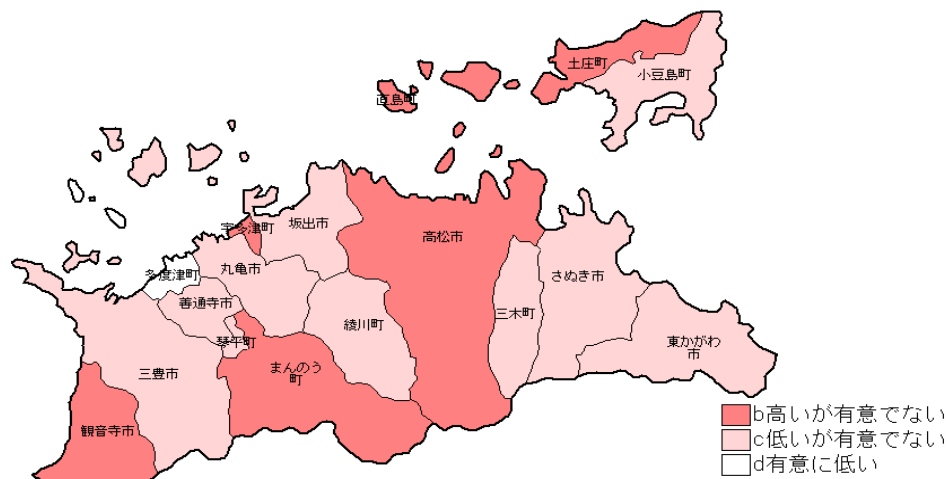 土庄町
小豆島町
直島町
宇多津町
坂出市
高松市
多度津町
丸亀市
さぬき市
善通寺市
綾川町
三木町
琴平町
まんのう
町
東かがわ
市
三豊市
観音寺市
b高いが有意でない
c低いが有意でない
d有意に低い